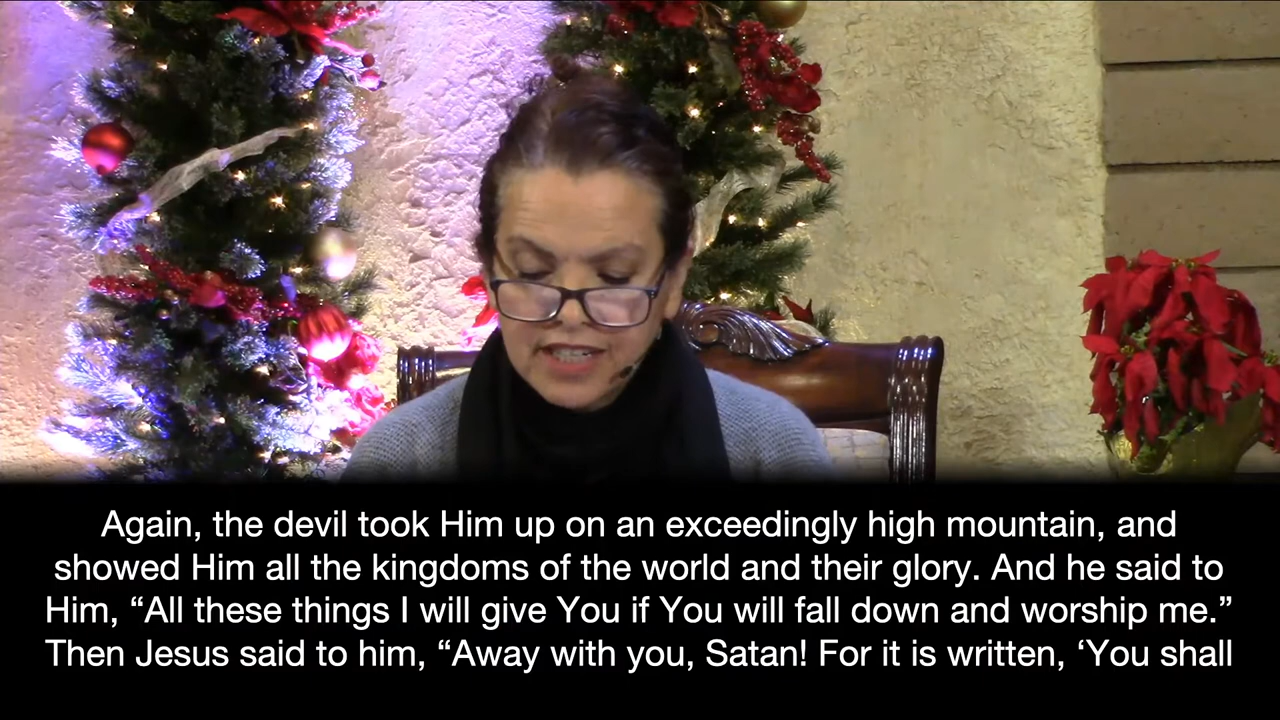 Again, the devil took Him up on an exceedingly high mountain, and
showed Him all the kingdoms of the world and their glory. And he said to
Him, “All these things I will give You if You will fall down and worship me.”
Then Jesus said to him, “Away with you, Satan! For it is written, ‘You shall